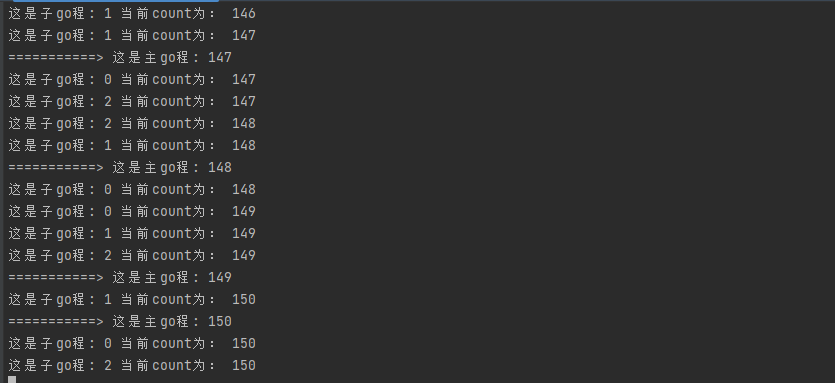 这是子go程: 1 当前count为: 146
这是子go程: 1 当前count为: 147
===========> 这是主go程: 147
这是子go程: 0 当前count为: 147
这是子go程: 2 当前count为: 147
这是子go程: 2 当前count为: 148
这是子go程: 1 当前count为: 148
===========> 这是主go程: 148
这是子go程: 0 当前count为: 148
这是子go程: 0 当前count为: 149
这是子go程: 1 当前count为: 149
这是子go程: 2 当前count为: 149
===========> 这是主go程: 149
这是子go程: 1 当前count为: 150
===========> 这是主go程: 150
这是子go程: 0 当前count为: 150
这是子go程: 2 当前count为: 150